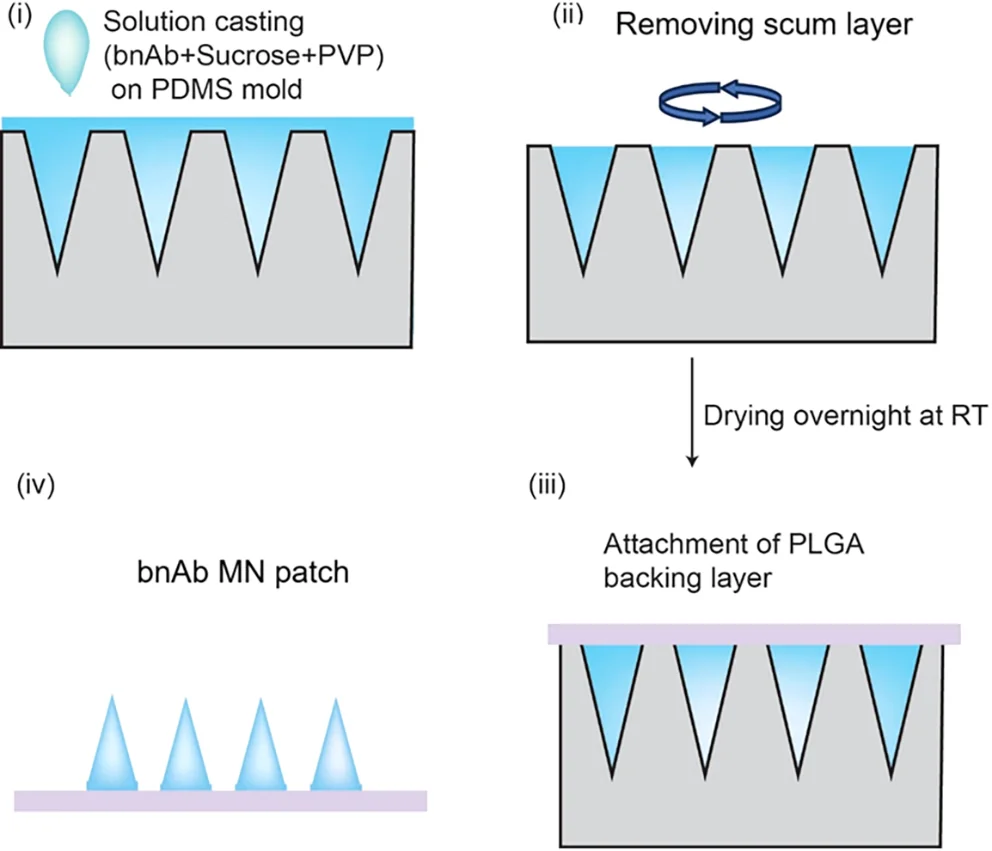 (i)
Solution casting
(bnAb+Sucrose+PVP)
on PDMS mold
(ii)
Removing scum layer
Drying overnight at RT
(iv)
bnAb MN patch
(iii)
Attachment of PLGA
backing layer